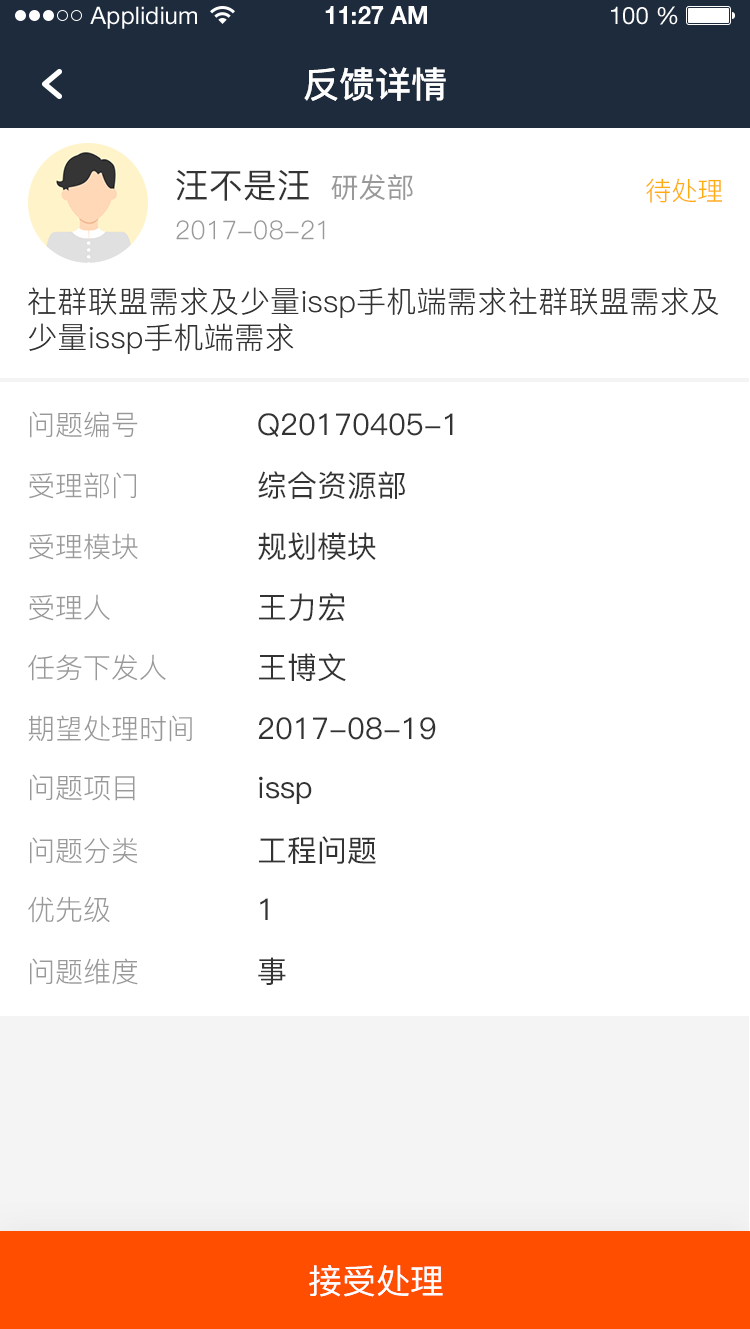 Applidium 11:27 AM 100 %
反馈详情
汪不是汪 研发部 待处理
2017-08-21
社群联盟需求及少量issp手机端需求社群联盟需求及
少量issp手机端需求
问题编号 Q20170405-1
受理部门 综合资源部
受理模块 规划模块
受理人 王力宏
任务下发人 王博文
期望处理时间 2017-08-19
问题项目 issp
问题分类 工程问题
优先级 1
问题维度 事
接受处理